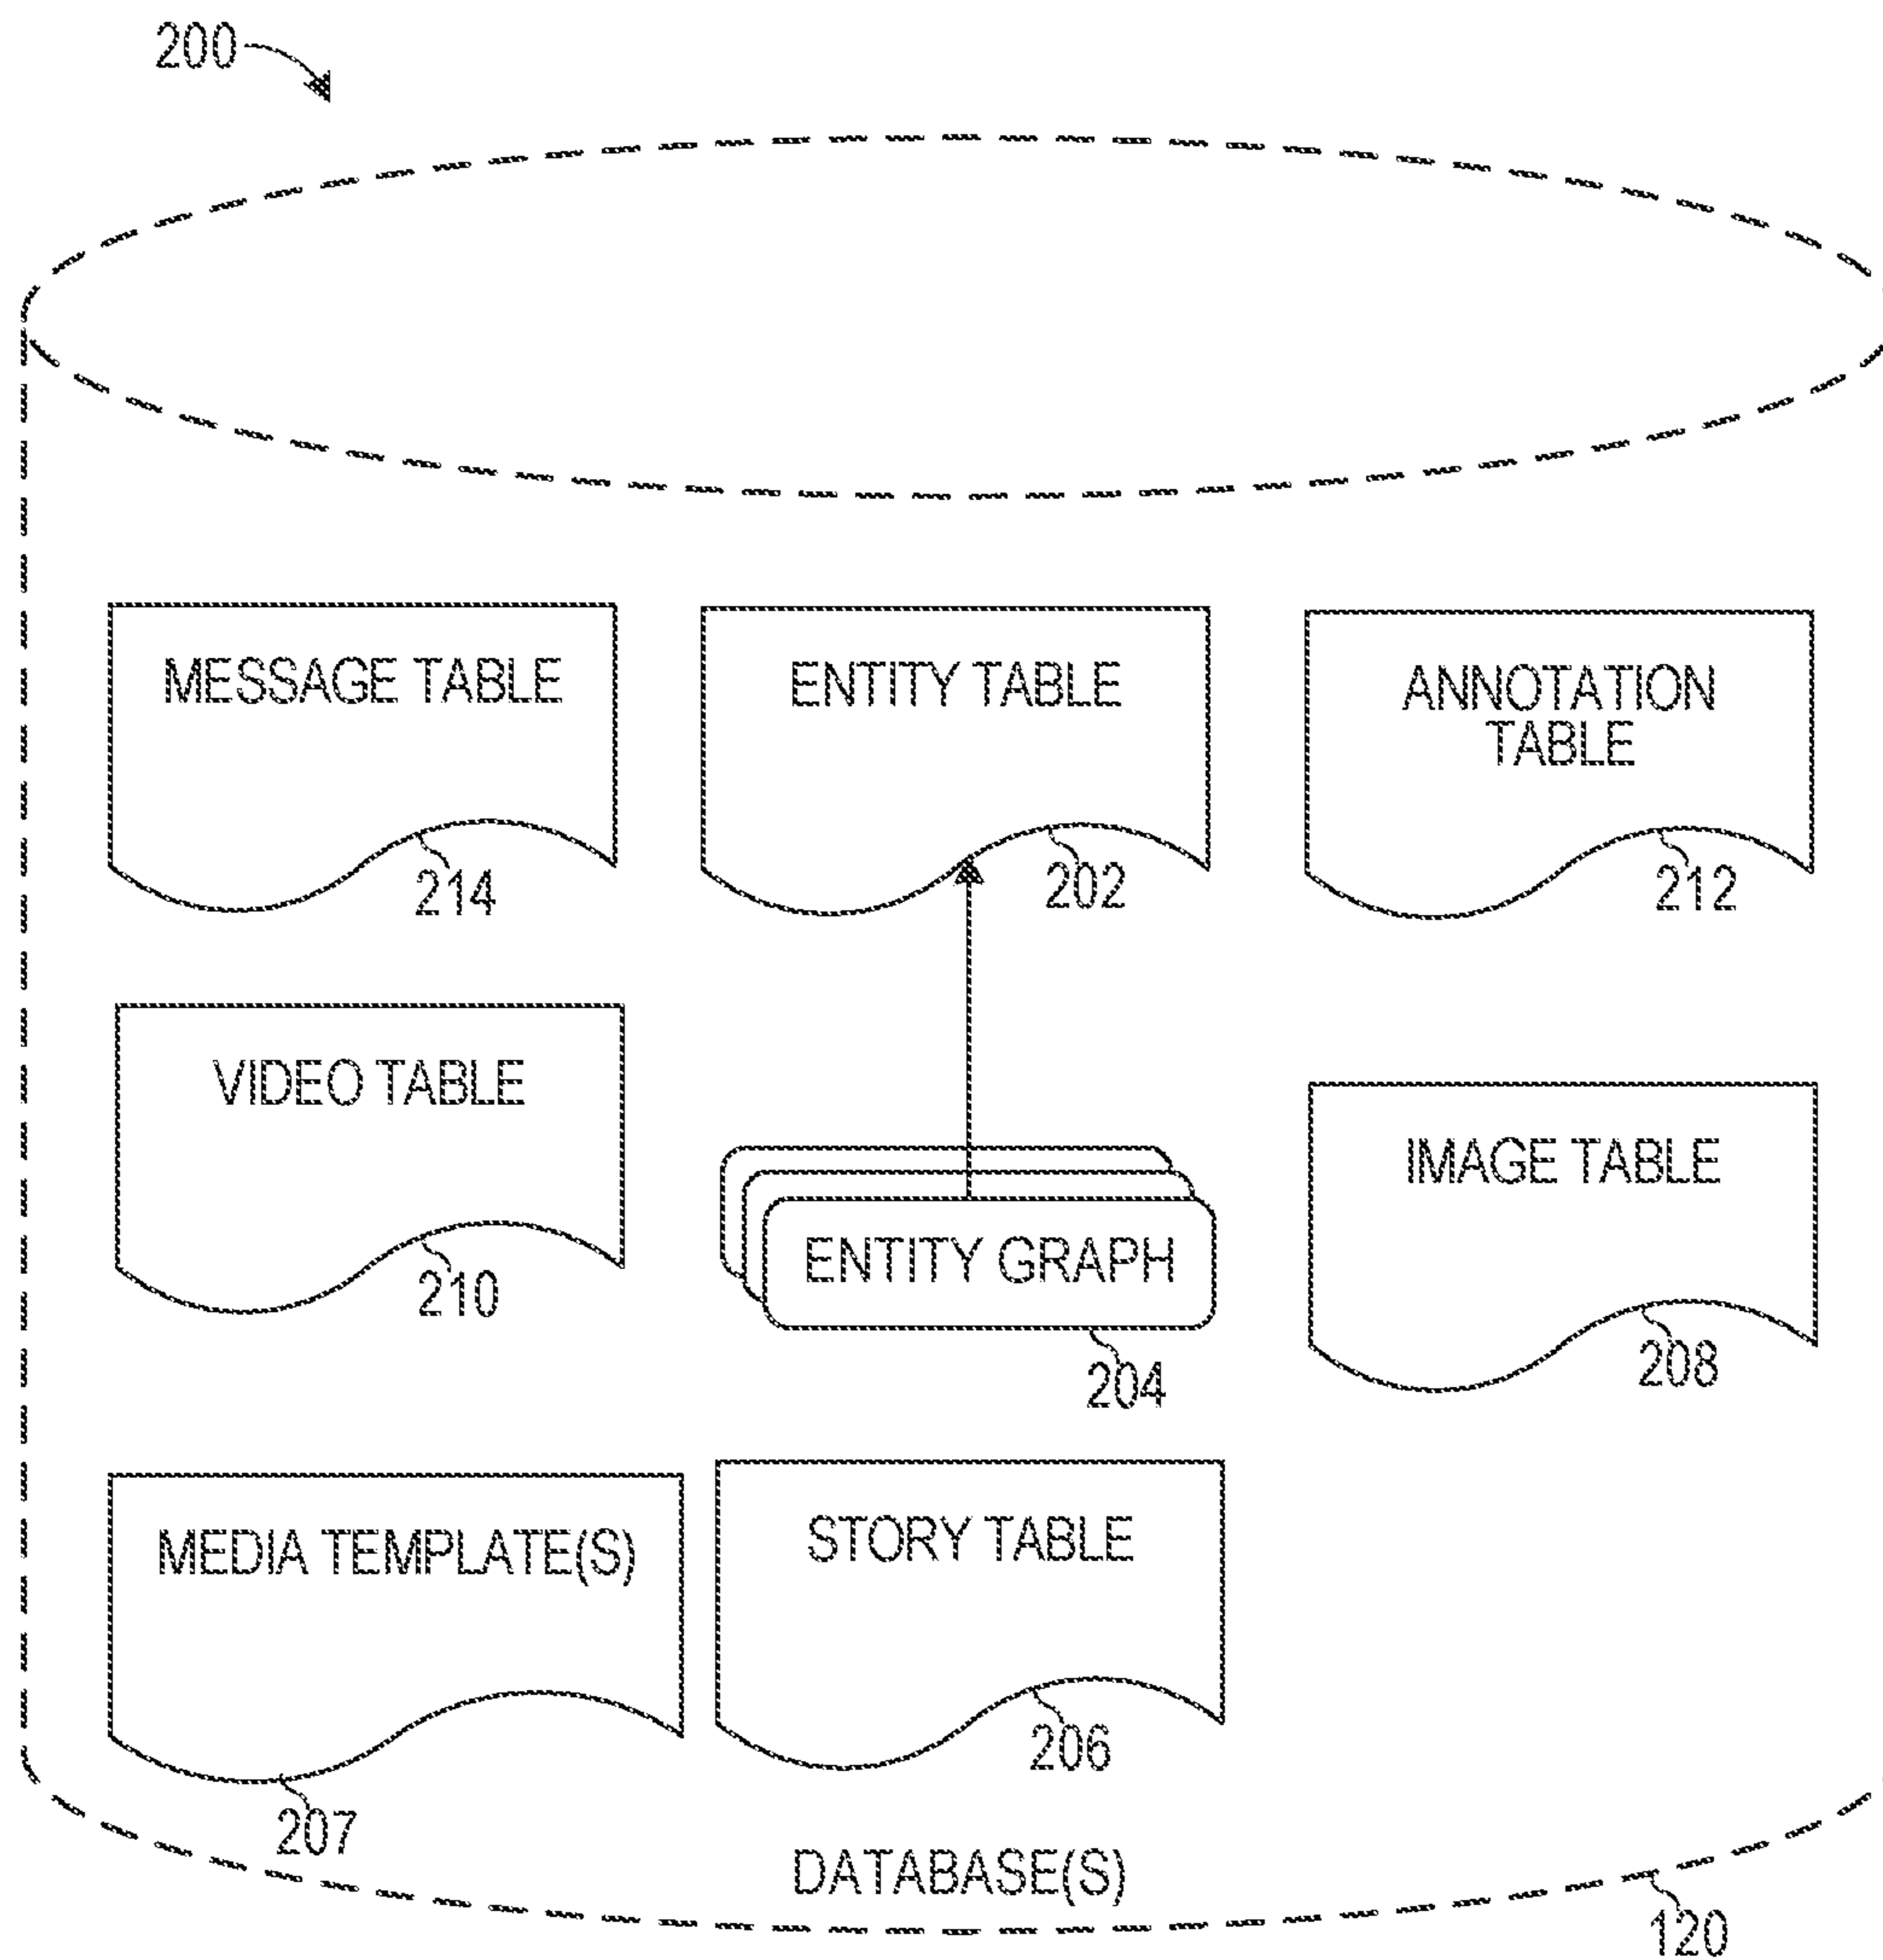 200
MESSAGE TABLE
214
ENTITY TABLE
202
ANNOTATION
TABLE
212
VIDEO TABLE
210
ENTITY GRAPH
204
IMAGE TABLE
208
MEDIA TEMPLATE(S)
207
STORY TABLE
206
DATABASE(S)
120